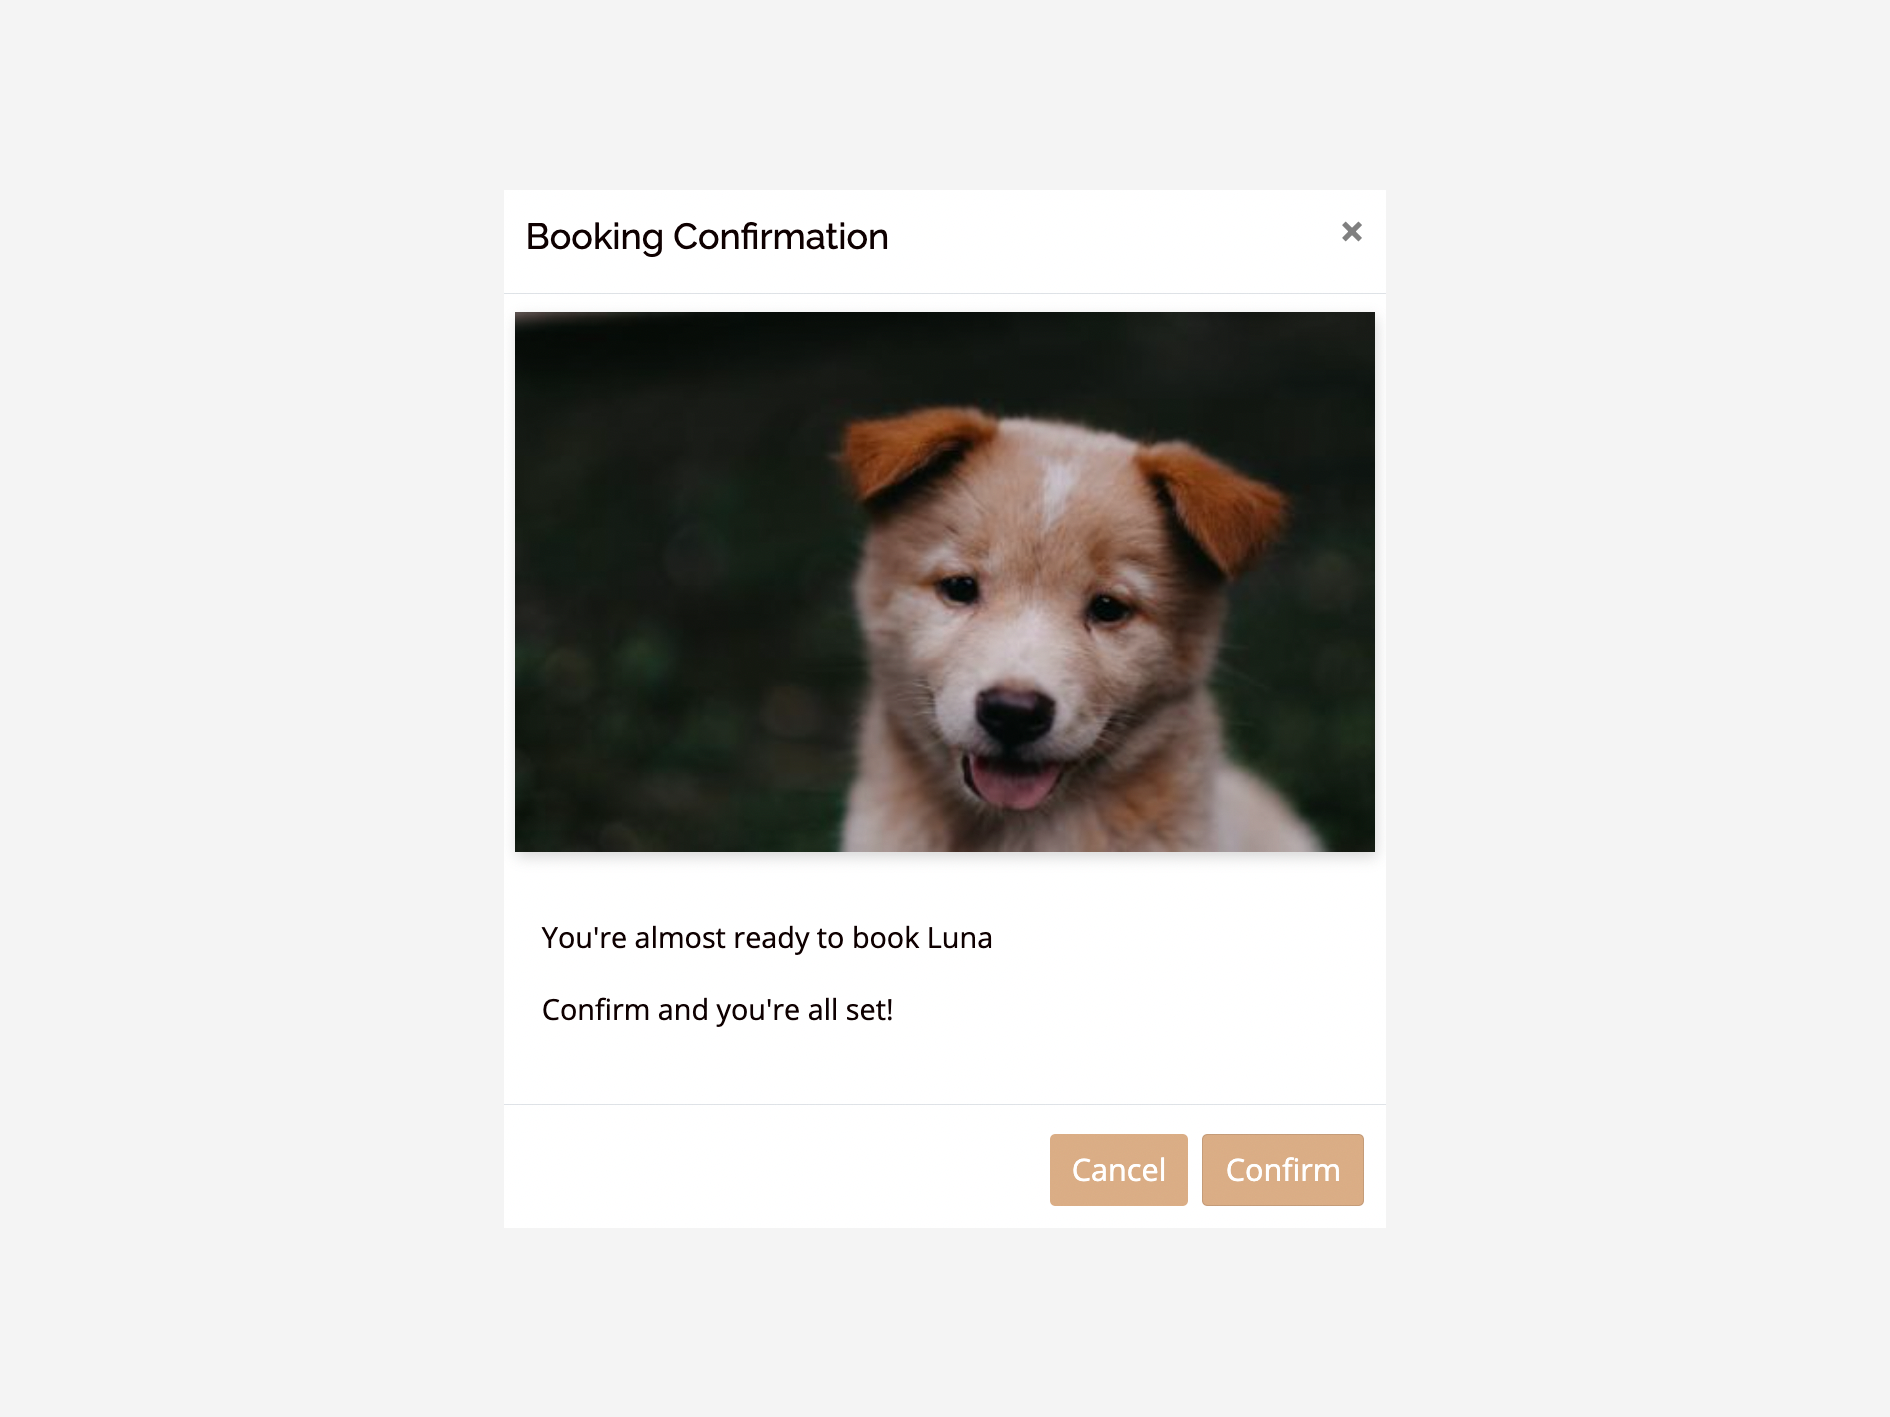 Booking Confirmation ×
You're almost ready to book Luna
Confirm and you're all set!
Cancel Confirm